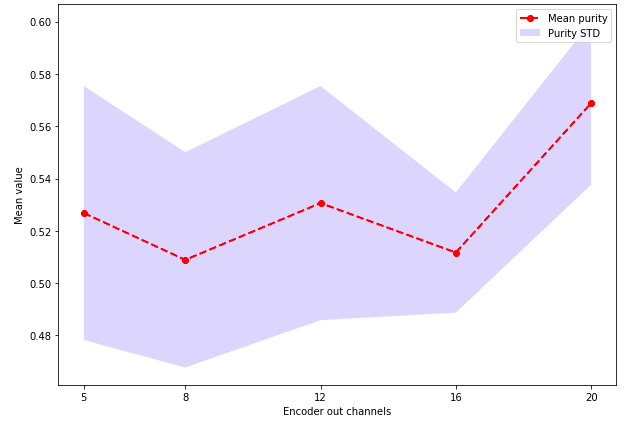 Mean purity
Purity STD
0.60
0.58
0.56
0.54
0.52
0.50
0.48
Mean value
5 8 12 16 20
Encoder out channels